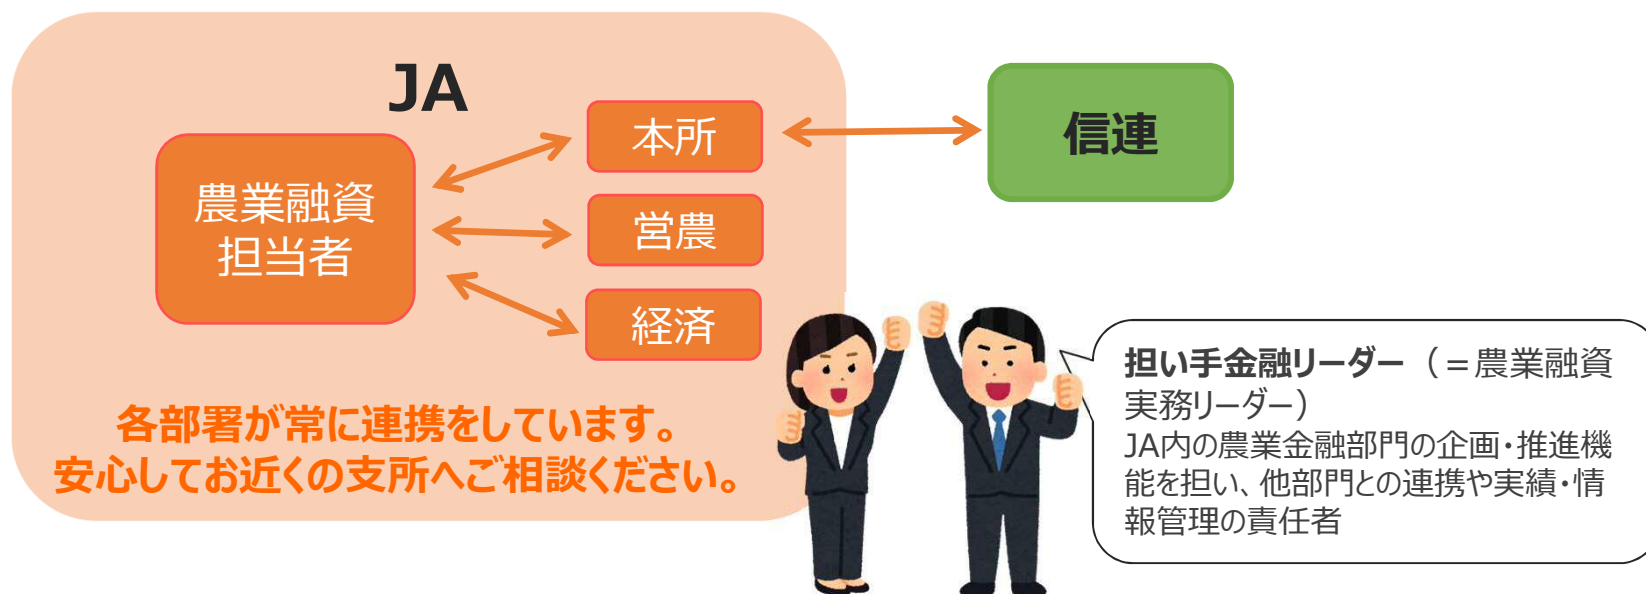 JA
農業融資
担当者
本所
営農
経済
信連
各部署が常に連携をしています。
安心してお近くの支所へご相談ください。
担い手金融リーダー（＝農業融資
実務リーダー）
JA内の農業金融部門の企画・推進機
能を担い、他部門との連携や実績・情
報管理の責任者